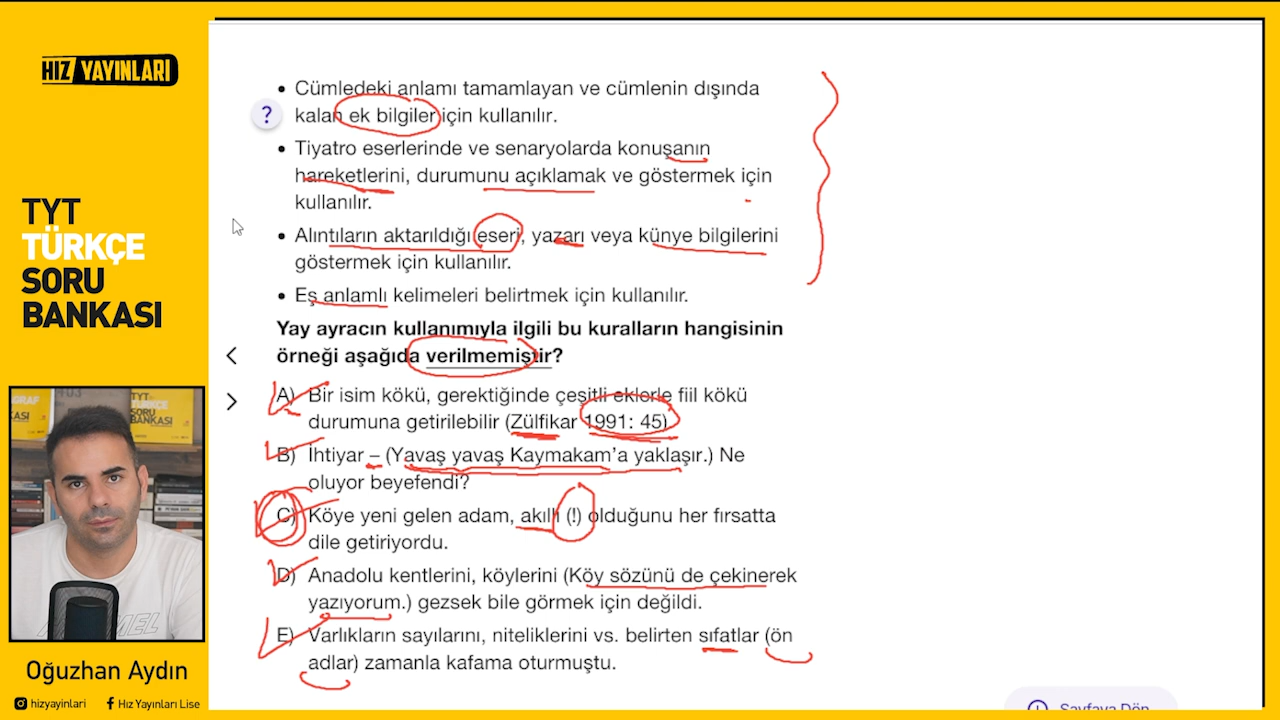 HIZ YAYINLARI
TYT
TÜRKÇE
SORU
BANKASI
Oğuzhan Aydın
hizyayinlari
Hız Yayınları Lise
• Cümledeki anlamı tamamlayan ve cümlenin dışında
kalan ek bilgiler için kullanılır.
?
• Tiyatro eserlerinde ve senaryolarda konuşanın
hareketlerini, durumunu açıklamak ve göstermek için
kullanılır.
• Alıntıların aktarıldığı eseri, yazarı veya künye bilgilerini
göstermek için kullanılır.
• Eş anlamlı kelimeleri belirtmek için kullanılır.
Yay ayracın kullanımıyla ilgili bu kuralların hangisinin
örneği aşağıda verilmemiştir?
A) Bir isim kökü, gerektiğinde çeşitli eklerle fiil kökü
durumuna getirilebilir (Zülfikar 1991: 45)
B) İhtiyar – (Yavaş yavaş Kaymakam’a yaklaşır.) Ne
oluyor beyefendi?
C) Köye yeni gelen adam, akıllı (!) olduğunu her fırsatta
dile getiriyordu.
D) Anadolu kentlerini, köylerini (Köy sözünü de çekinerek
yazıyorum.) gezsek bile görmek için değildi.
E) Varlıkların sayılarını, niteliklerini vs. belirten sıfatlar (ön
adlar) zamanla kafama oturmuştu.
Sayfaya Dön